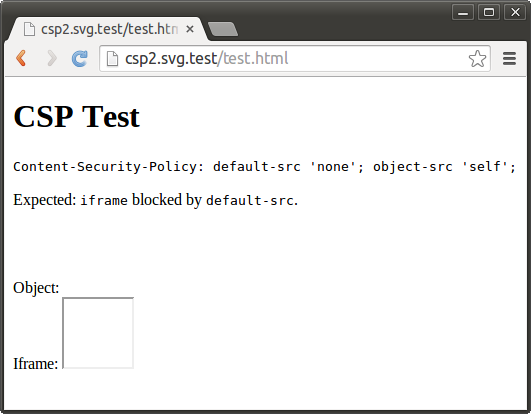 csp2.svg.test/test.htm
csp2.svg.test/test.html
CSP Test
Content-Security-Policy: default-src 'none'; object-src 'self';
Expected: iframe blocked by default-src.
Object:
Iframe: